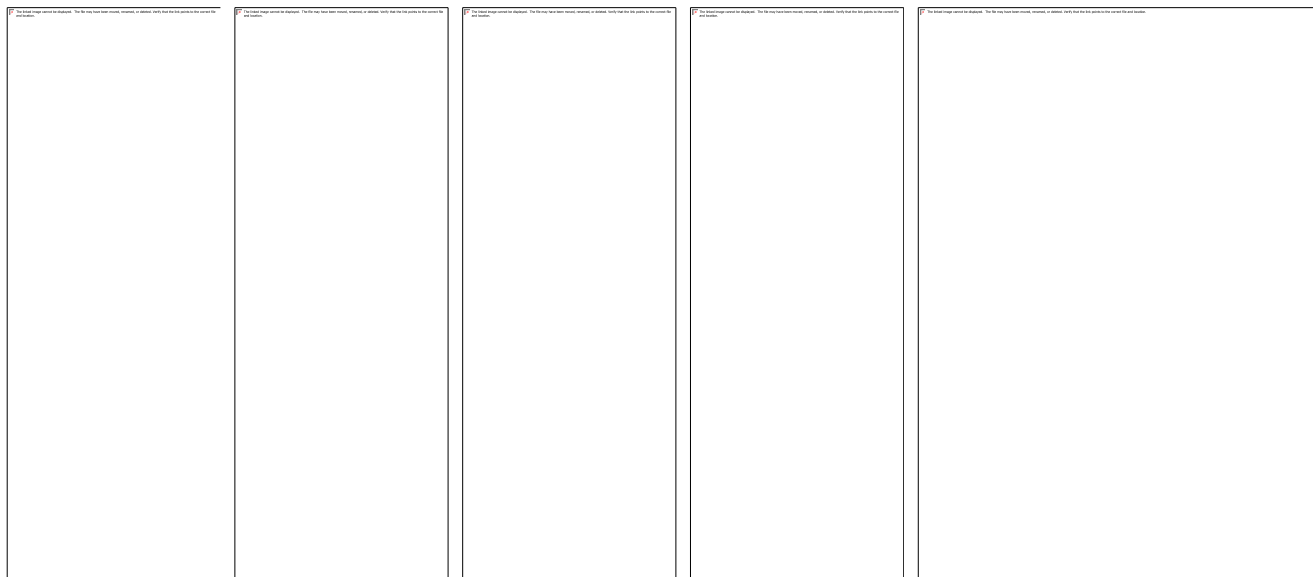 The linked image cannot be displayed. The file may have been moved, renamed, or deleted. Verify that the link points to the correct file
and location.
The linked image cannot be displayed. The file may have been moved, renamed, or deleted. Verify that the link points to the correct file
and location.
The linked image cannot be displayed. The file may have been moved, renamed, or deleted. Verify that the link points to the correct file
and location.
The linked image cannot be displayed. The file may have been moved, renamed, or deleted. Verify that the link points to the correct file
and location.
The linked image cannot be displayed. The file may have been moved, renamed, or deleted. Verify that the link points to the correct file and location.